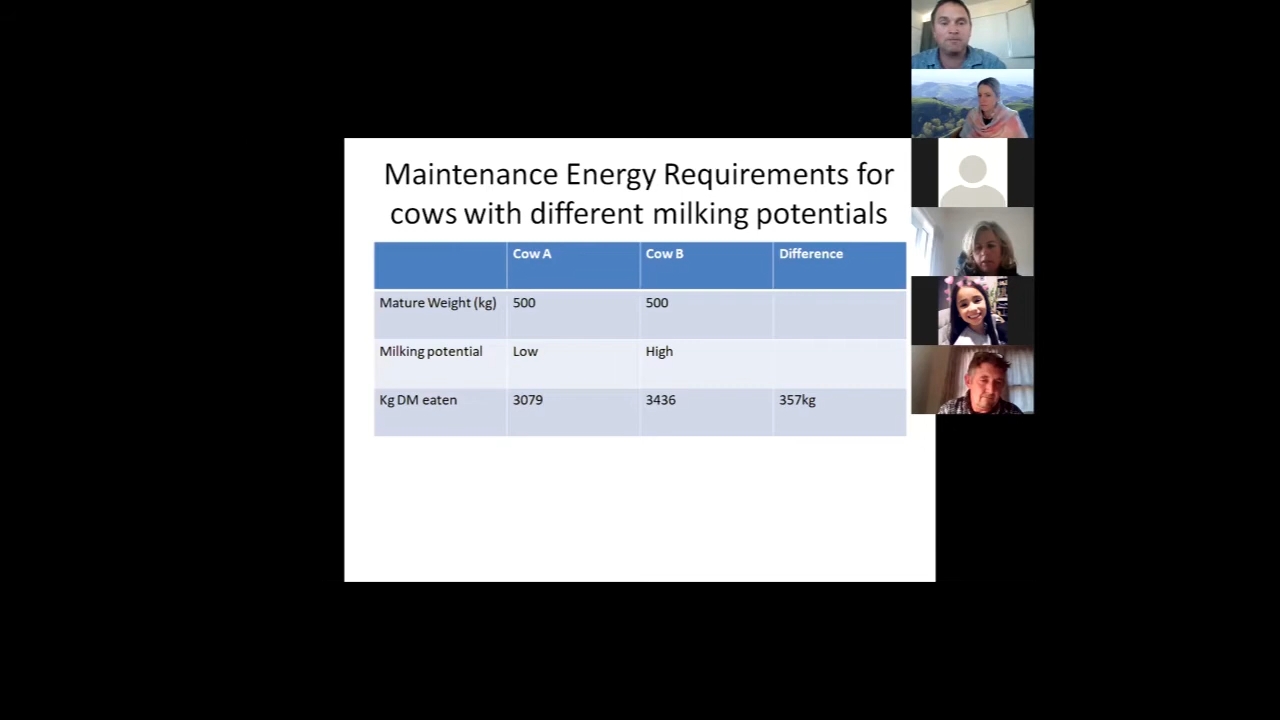 Maintenance Energy Requirements for
cows with different milking potentials
Cow A Cow B Difference
Mature Weight (kg) 500 500
Milking potential Low High
Kg DM eaten 3079 3436 357kg